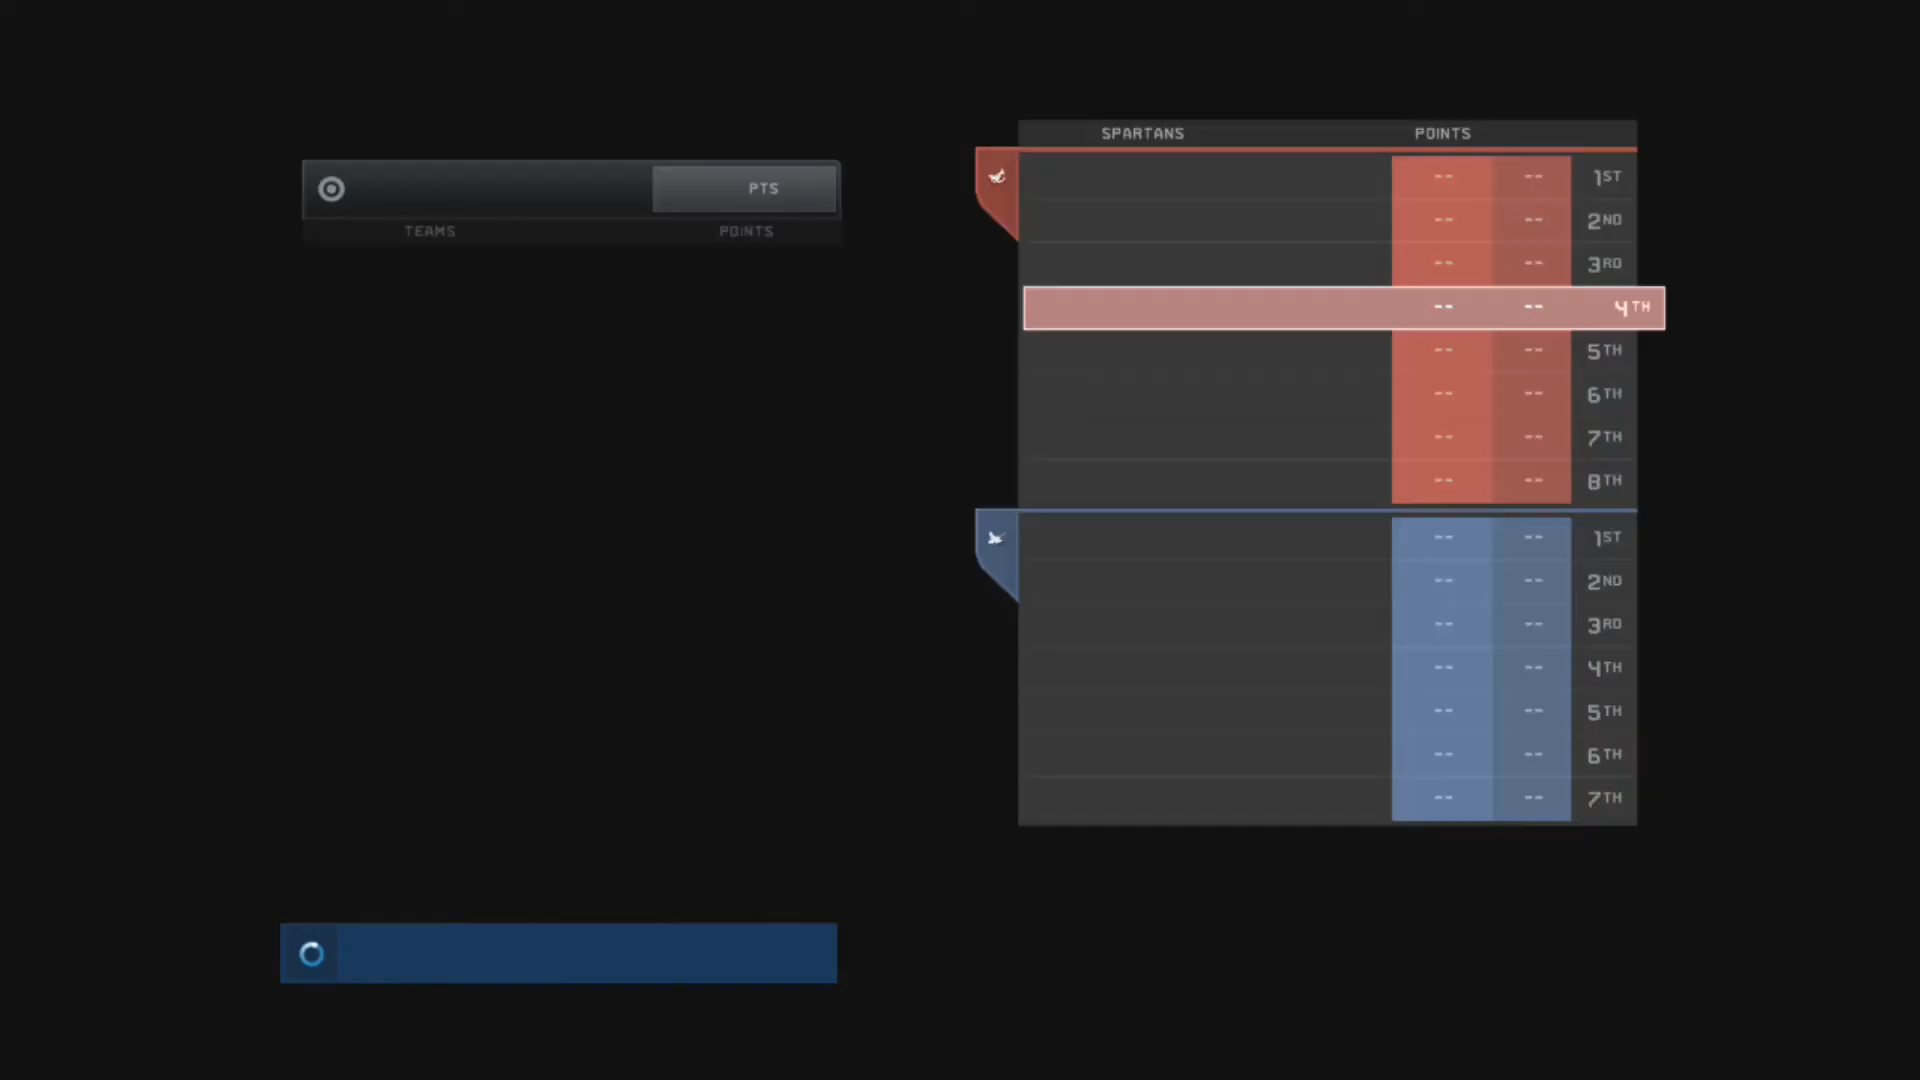 PTS
TEAMS POINTS
SPARTANS POINTS
-- -- 1ST
-- -- 2ND
-- -- 3RD
-- -- 4TH
-- -- 5TH
-- -- 6TH
-- -- 7TH
-- -- 8TH
-- -- 1ST
-- -- 2ND
-- -- 3RD
-- -- 4TH
-- -- 5TH
-- -- 6TH
-- -- 7TH